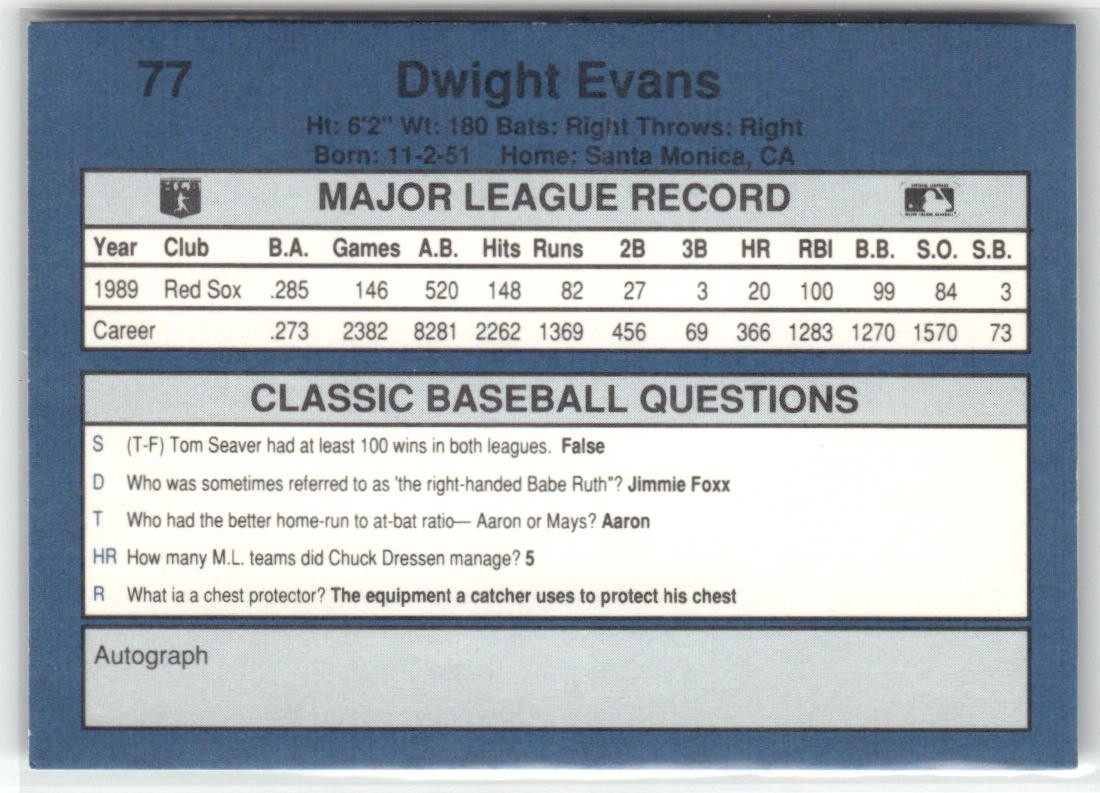 77 Dwight Evans
Ht: 6'2" Wt: 180 Bats: Right Throws: Right
Born: 11-2-51 Home: Santa Monica, CA
MAJOR LEAGUE RECORD
Year Club B.A. Games A.B. Hits Runs 2B 3B HR RBI B.B. S.O. S.B.
1989 Red Sox .285 146 520 148 82 27 3 20 100 99 84 3
Career .273 2382 8281 2262 1369 456 69 366 1283 1270 1570 73
CLASSIC BASEBALL QUESTIONS
S (T-F) Tom Seaver had at least 100 wins in both leagues. False
D Who was sometimes referred to as 'the right-handed Babe Ruth"? Jimmie Foxx
T Who had the better home-run to at-bat ratio— Aaron or Mays? Aaron
HR How many M.L. teams did Chuck Dressen manage? 5
R What ia a chest protector? The equipment a catcher uses to protect his chest
Autograph